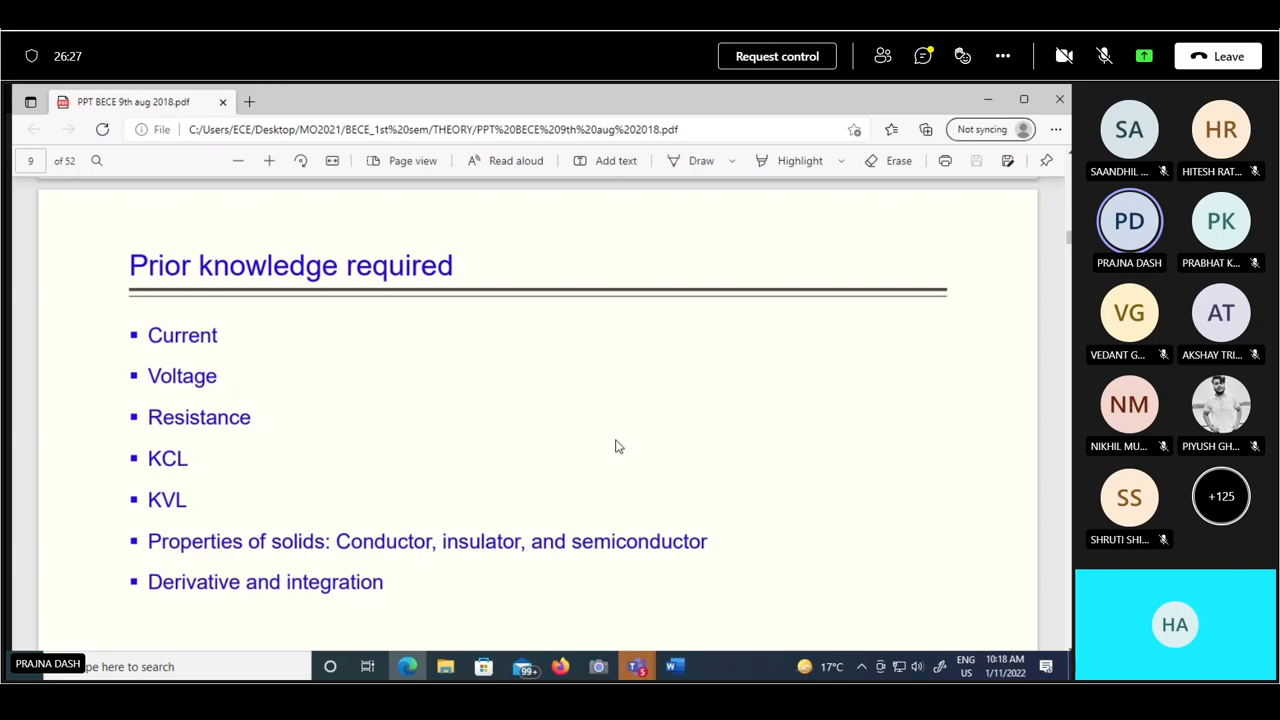 26:27
Request control
Leave
PPT BECE 9th aug 2018.pdf
File
C:/Users/ECE/Desktop/MO2021/BECE_1st%20sem/THEORY/PPT%20BECE%209th%20aug%202018.pdf
Not syncing
9 of 52
Page view
Read aloud
Add text
Draw
Highlight
Erase
Prior knowledge required
▪ Current
▪ Voltage
▪ Resistance
▪ KCL
▪ KVL
▪ Properties of solids: Conductor, insulator, and semiconductor
▪ Derivative and integration
SA
SAANDHIL ...
HR
HITESH RAT...
PD
PRAJNA DASH
PK
PRABHAT K...
VG
VEDANT G...
AT
AKSHAY TRI...
NM
NIKHIL MU...
PIYUSH GH...
SS
SHRUTI SHI...
+125
HA
PRAJNA DASH
pe here to search
99+
17°C
ENG
US
10:18 AM
1/11/2022